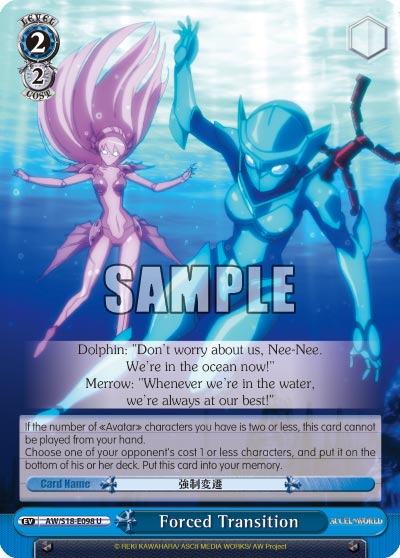 LEVEL
2
2
COST
SAMPLE
Dolphin: "Don't worry about us, Nee-Nee.
We're in the ocean now!"
Merrow: "Whenever we're in the water,
we're always at our best!"
If the number of «Avatar» characters you have is two or less, this card cannot
be played from your hand.
Choose one of your opponent's cost 1 or less characters, and put it on the
bottom of his or her deck. Put this card into your memory.
Card Name 強制変遷
EV AW/S18-E098 U Forced Transition ACCEL WORLD
© REKI KAWAHARA/ ASCII MEDIA WORKS/ AW Project